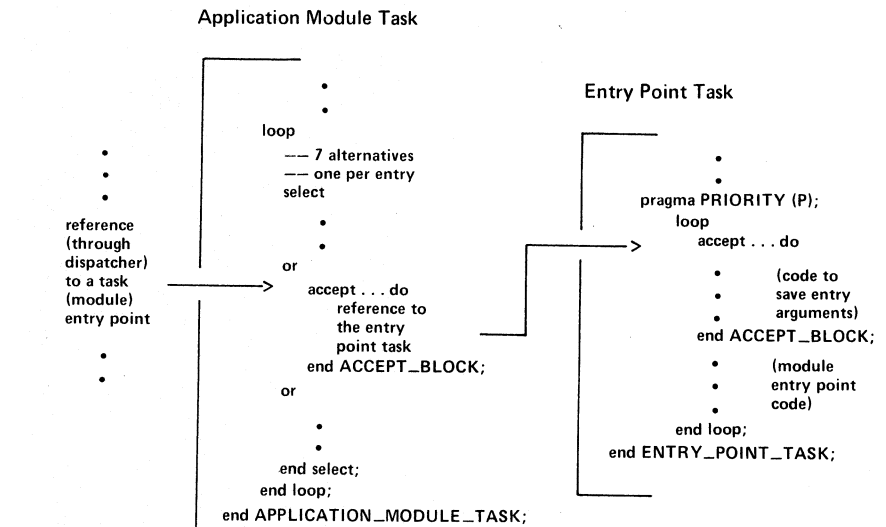 Application Module Task
loop
—— 7 alternatives
—— one per entry
select
or
accept . . . do
reference to
the entry
point task
end ACCEPT_BLOCK;
or
end select;
end loop;
end APPLICATION_MODULE_TASK;
reference
(through
dispatcher)
to a task
(module)
entry point
Entry Point Task
pragma PRIORITY (P);
loop
accept . . . do
(code to
save entry
arguments)
end ACCEPT_BLOCK;
(module
entry point
code)
end loop;
end ENTRY_POINT_TASK;